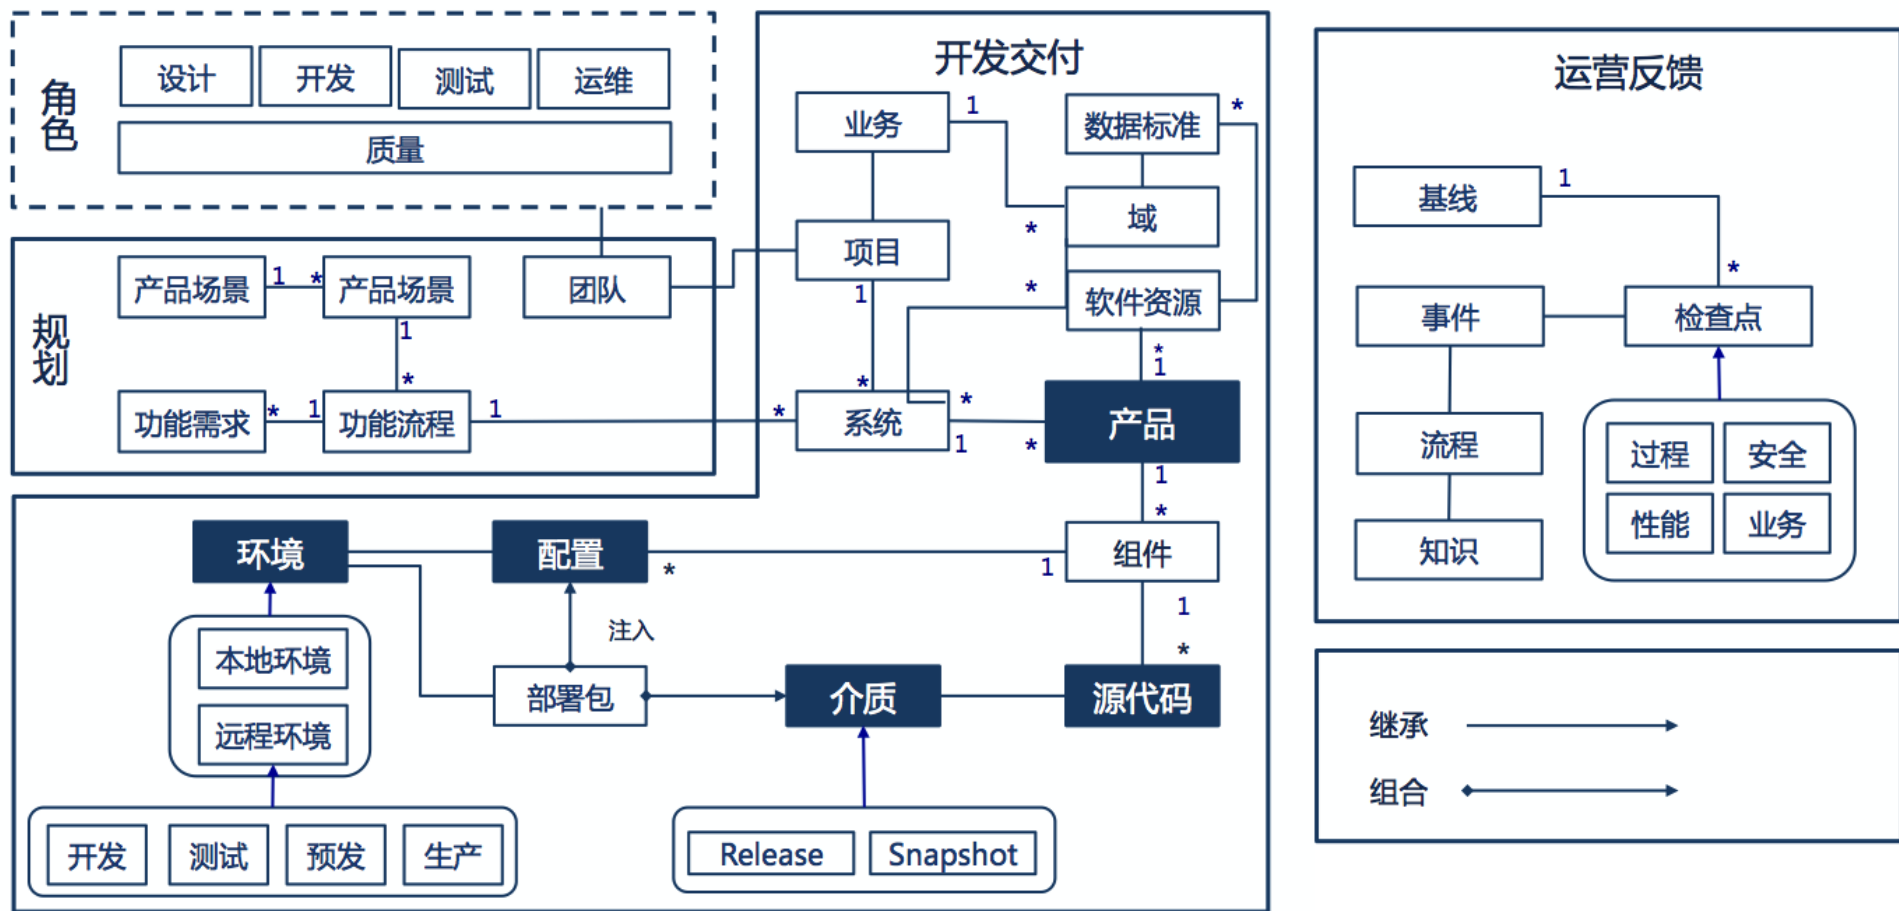 角色
设计
开发
测试
运维
质量
规划
产品场景
1
*
产品场景
团队
1
*
功能需求
*
1
功能流程
1
*
开发交付
业务
1
数据标准
*
域
*
项目
1
*
软件资源
*
1
*
系统
*
1
*
产品
1
*
环境
配置
*
1
组件
1
*
注入
本地环境
远程环境
部署包
介质
源代码
开发
测试
预发
生产
Release
Snapshot
运营反馈
基线
1
*
事件
检查点
流程
知识
过程
安全
性能
业务
继承
组合